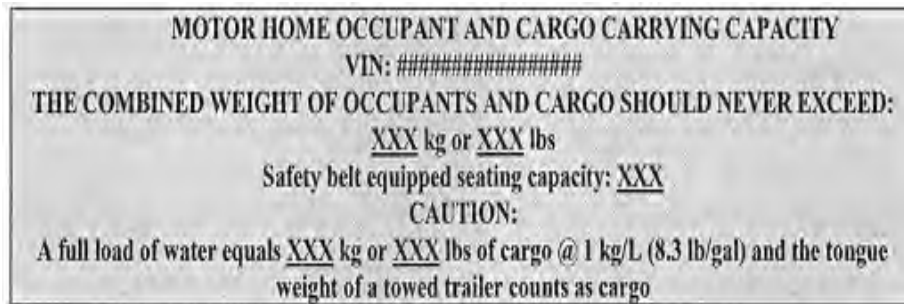 MOTOR HOME OCCUPANT AND CARGO CARRYING CAPACITY
VIN: #################
THE COMBINED WEIGHT OF OCCUPANTS AND CARGO SHOULD NEVER EXCEED:
XXX kg or XXX lbs
Safety belt equipped seating capacity: XXX
CAUTION:
A full load of water equals XXX kg or XXX lbs of cargo @ 1 kg/L (8.3 lb/gal) and the tongue
weight of a towed trailer counts as cargo